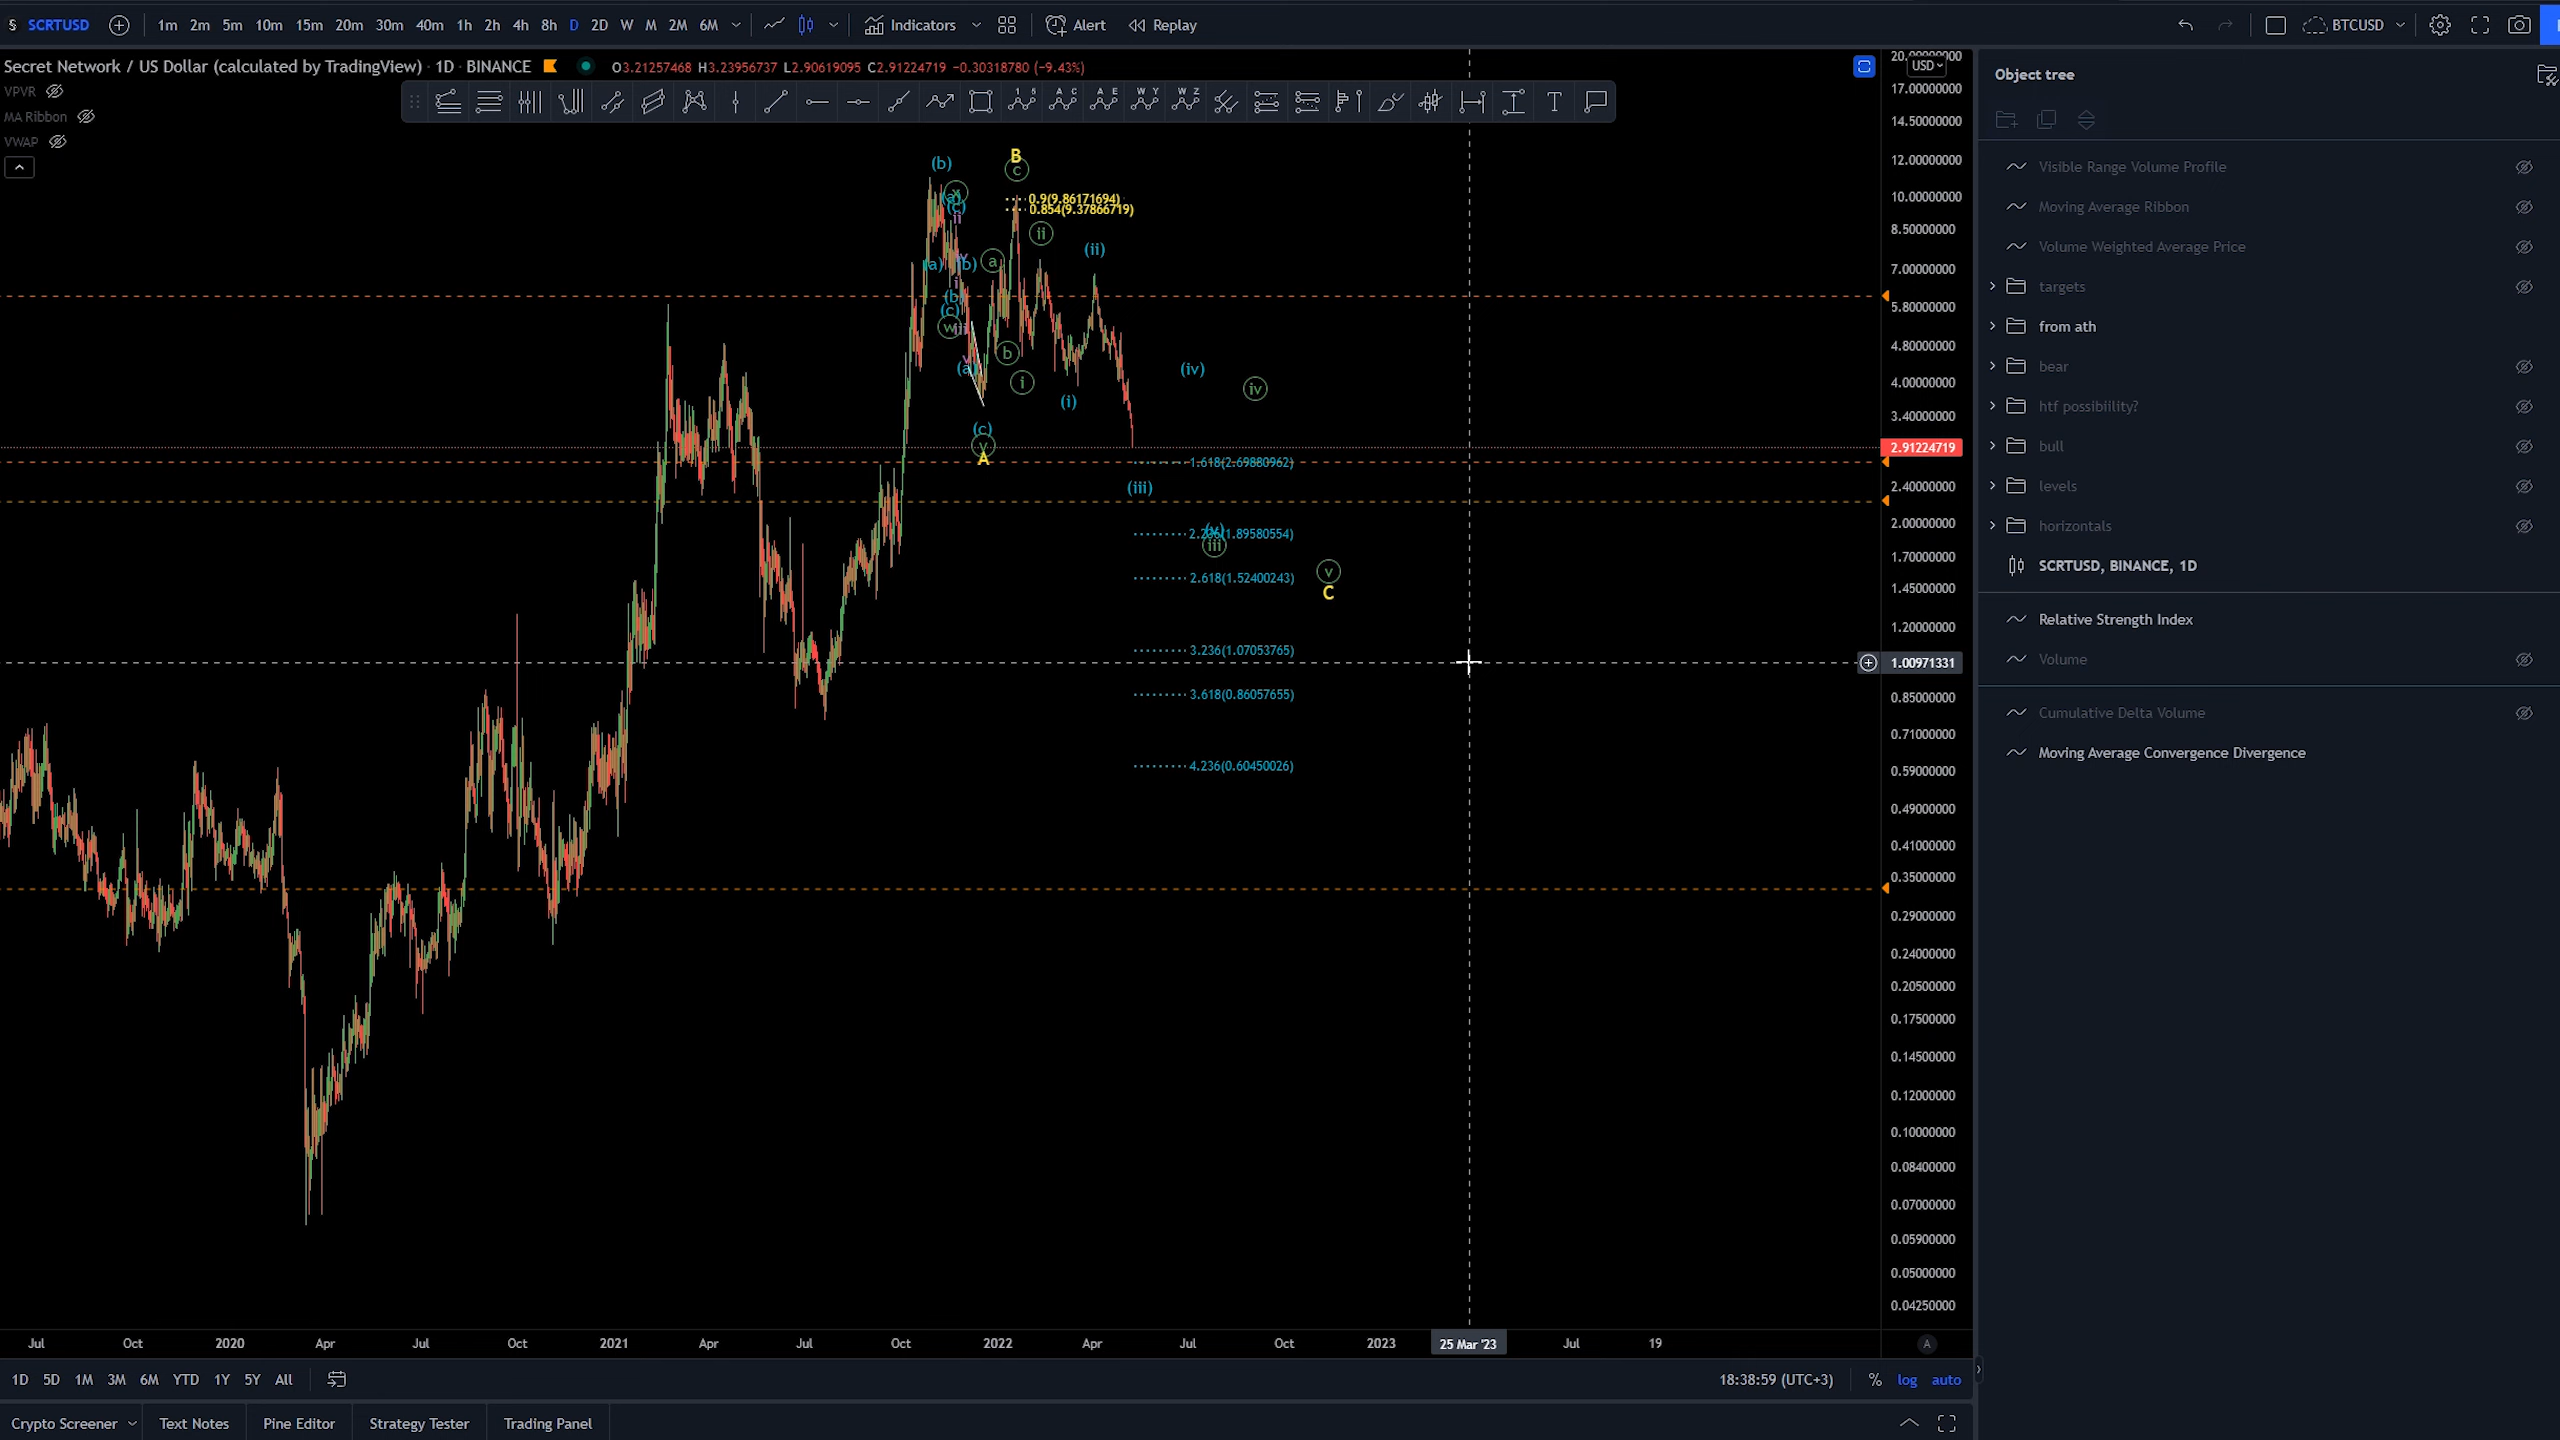 SCRTUSD 1m 2m 5m 10m 15m 20m 30m 40m 1h 2h 4h 8h D 2D W M 2M 6M Indicators Alert Replay BTCUSD
Secret Network / US Dollar (calculated by TradingView) · 1D · BINANCE O3.21257468 H3.23956737 L2.90619095 C2.91224719 −0.30318780 (−9.43%)
VPVR
MA Ribbon
VWAP
USD
20.00000000
17.00000000
14.50000000
12.00000000
10.00000000
8.50000000
7.00000000
5.80000000
4.80000000
4.00000000
3.40000000
2.91224719
2.40000000
2.00000000
1.70000000
1.45000000
1.20000000
1.00971331
0.85000000
0.71000000
0.59000000
0.49000000
0.41000000
0.35000000
0.29000000
0.24000000
0.20500000
0.17500000
0.14500000
0.12000000
0.10000000
0.08400000
0.07000000
0.05900000
0.05000000
0.04250000
B
c
(b)
0.9(9.86171694)
0.854(9.37866719)
(c)
ii
ii
(ii)
(a) (b) a
i
(b)
(c)
w iii
b
(a)
i
(i)
(iv)
iv
(c)
v
A
1.618(2.69880962)
(iii)
iii
2.618(1.52400243)
v
C
3.236(1.07053765)
3.618(0.86057655)
4.236(0.60450026)
Jul Oct 2020 Apr Jul Oct 2021 Apr Jul Oct 2022 Apr Jul Oct 2023 25 Mar '23 Jul 19 A
1D 5D 1M 3M 6M YTD 1Y 5Y All 18:38:59 (UTC+3) % log auto
Crypto Screener Text Notes Pine Editor Strategy Tester Trading Panel
Object tree
Visible Range Volume Profile
Moving Average Ribbon
Volume Weighted Average Price
targets
from ath
bear
htf possibiility?
bull
levels
horizontals
SCRTUSD, BINANCE, 1D
Relative Strength Index
Volume
Cumulative Delta Volume
Moving Average Convergence Divergence